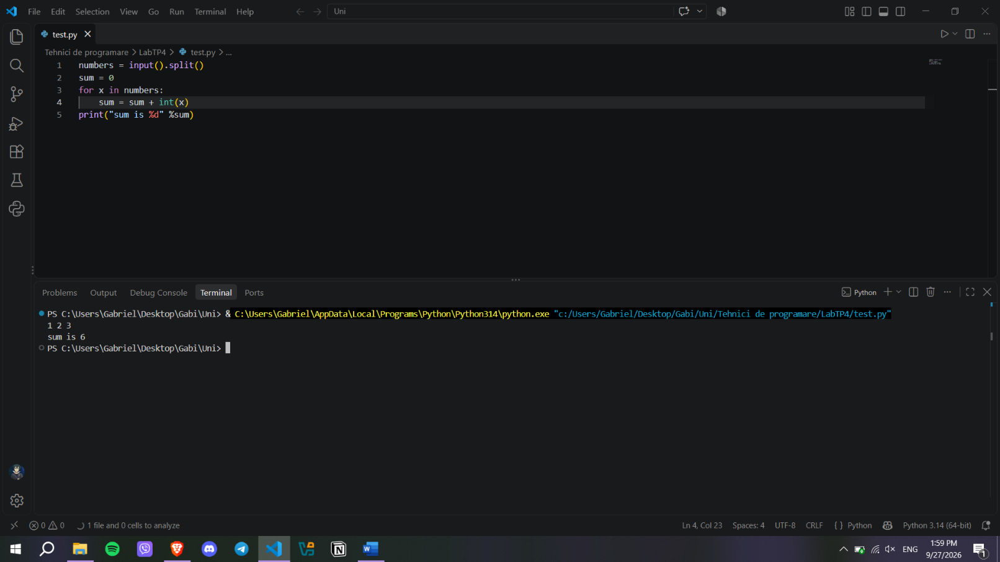 File Edit Selection View Go Run Terminal Help
Uni
test.py
Tehnici de programare > LabTP4 > test.py > ...
1 numbers = input().split()
2 sum = 0
3 for x in numbers:
4     sum = sum + int(x)
5 print("sum is %d" %sum)
Problems Output Debug Console Terminal Ports
Python
PS C:\Users\Gabriel\Desktop\Gabi\Uni> & C:\Users\Gabriel\AppData\Local\Programs\Python\Python314\python.exe "c:/Users/Gabriel/Desktop/Gabi/Uni/Tehnici de programare/LabTP4/test.py"
1 2 3
sum is 6
PS C:\Users\Gabriel\Desktop\Gabi\Uni>
0 0 1 file and 0 cells to analyze
Ln 4, Col 23 Spaces: 4 UTF-8 CRLF { } Python Python 3.14 (64-bit)
ENG
1:59 PM
9/27/2026
1